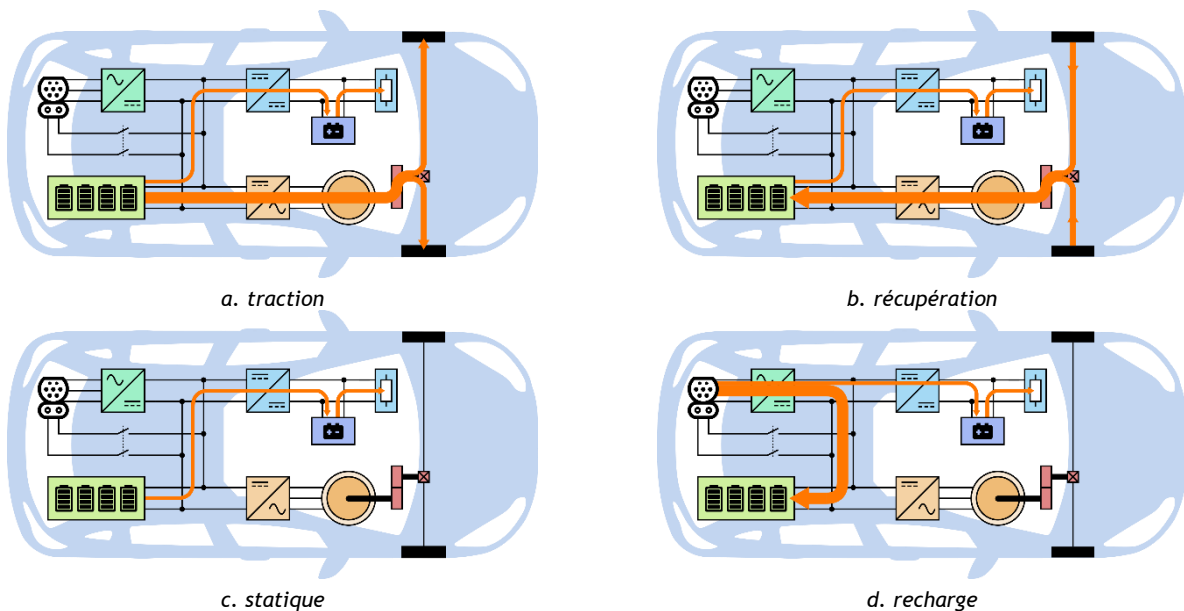 a. traction
b. récupération
c. statique
d. recharge